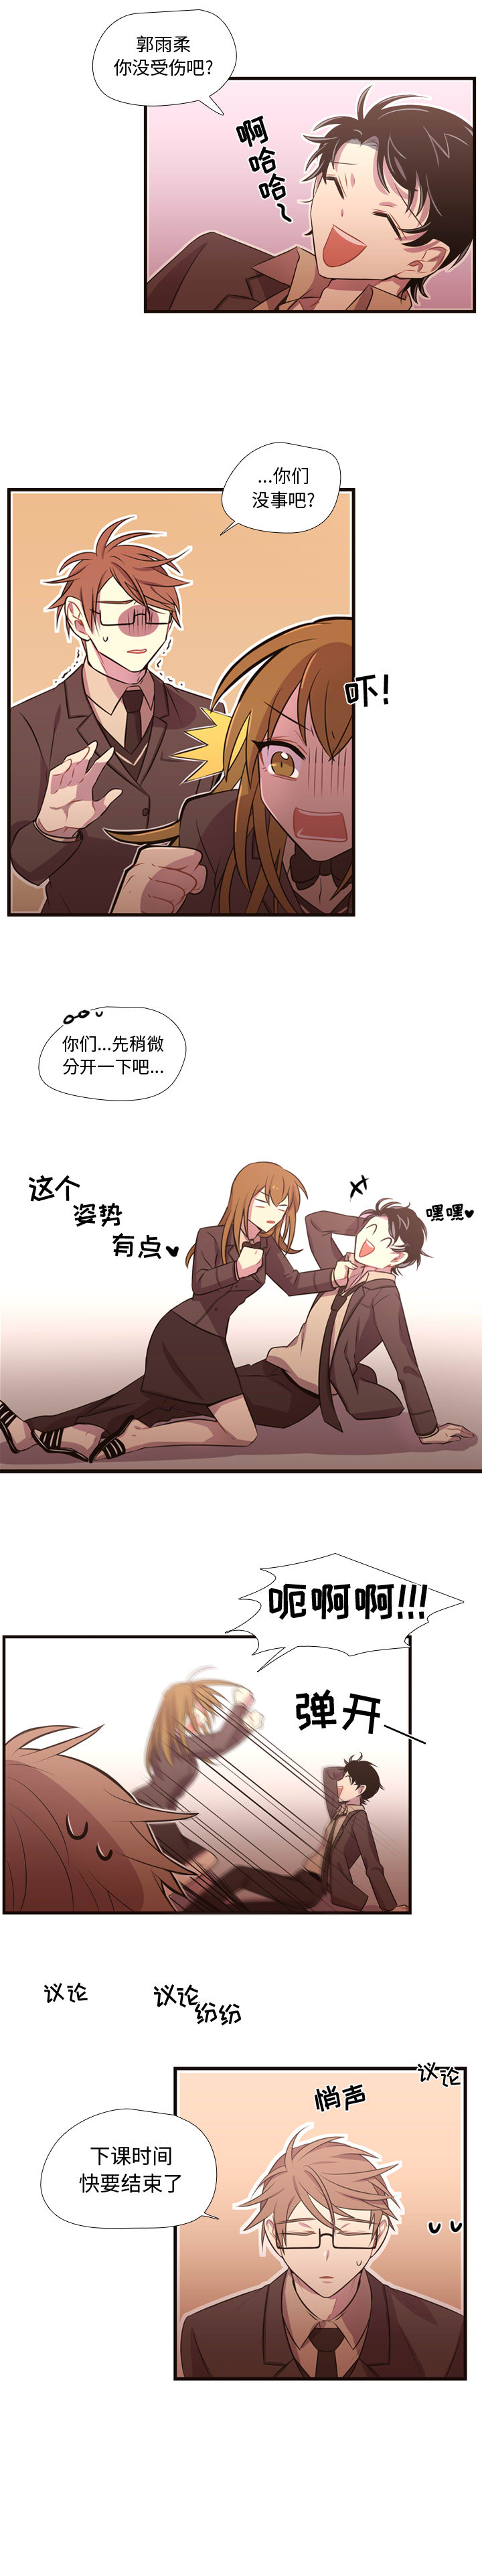 郭雨柔
你没受伤吧?
啊
哈
哈~
...你们
没事吧?
吓!
你们...先稍微
分开一下吧...
这个
姿势
有点♥
嘿嘿♥
呃啊啊!!!
弹开
议论
议论
纷纷
议论
悄声
下课时间
快要结束了